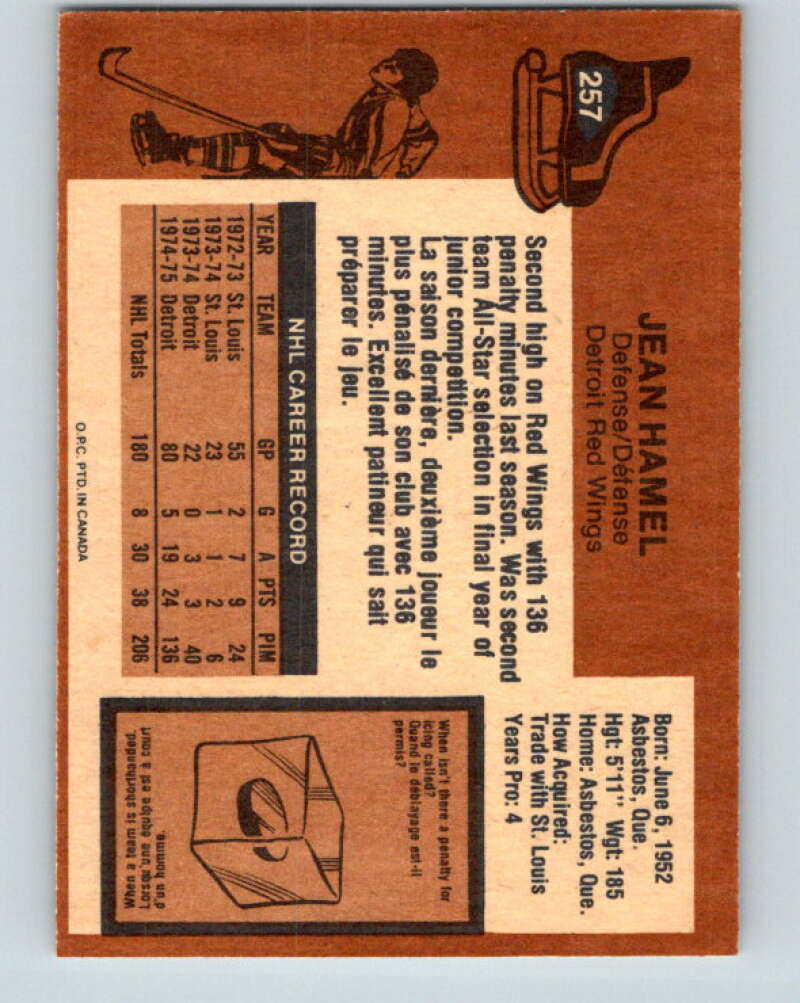 257
JEAN HAMEL
Defense/Défense
Detroit Red Wings
Born: June 6, 1952
Asbestos, Que.
Hgt: 5'11" Wgt: 185
Home: Asbestos, Que.
How Acquired:
Trade with St. Louis
Years Pro: 4
Second high on Red Wings with 136
penalty minutes last season. Was second
team All-Star selection in final year of
junior competition.
La saison dernière, deuxième joueur le
plus pénalisé de son club avec 136
minutes. Excellent patineur qui sait
préparer le jeu.
NHL CAREER RECORD
YEAR TEAM GP G A PTS PIM
1972-73 St. Louis 55 2 7 9 24
1973-74 St. Louis 23 1 1 2 6
1973-74 Detroit 22 0 3 3 40
1974-75 Detroit 80 5 19 24 136
NHL Totals 180 8 30 38 206
When isn't there a penalty for
icing called?
Quand le déblayage est-il
permis?
When a team is shorthanded.
Lorsqu'une équipe est à court
d'un homme.
O.P.C. PTD. IN CANADA